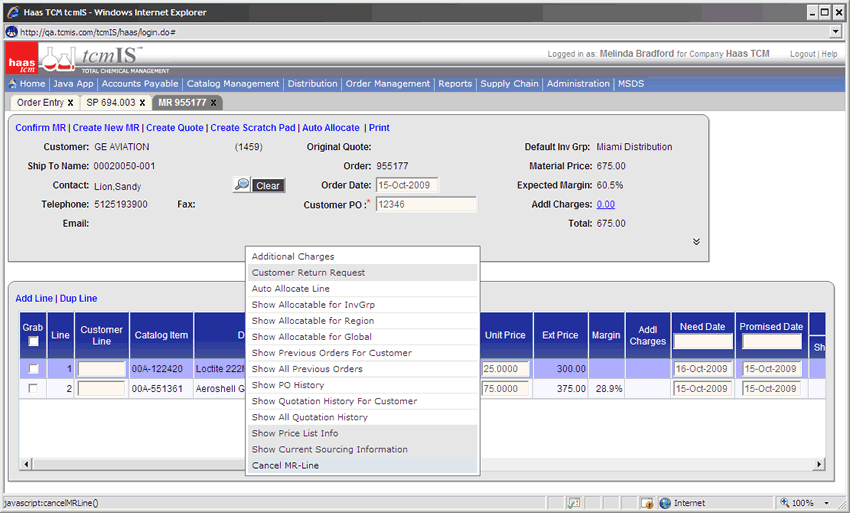 Haas TCM tcmIS - Windows Internet Explorer
http://qa.tcmis.com/tcmIS/haas/login.do#
haas tcm
tcmIS™
TOTAL CHEMICAL MANAGEMENT
Logged in as: Melinda Bradford for Company Haas TCM
Logout | Help
Home | Java App | Accounts Payable | Catalog Management | Distribution | Order Management | Reports | Supply Chain | Administration | MSDS
Order Entry x SP 694.003 x MR 955177 x
Confirm MR | Create New MR | Create Quote | Create Scratch Pad | Auto Allocate | Print
Customer: GE AVIATION (1459) Original Quote: Default Inv Grp: Miami Distribution
Ship To Name: 00020050-001 Order: 955177 Material Price: 675.00
Contact: Lion,Sandy Clear Order Date: 15-Oct-2009 Expected Margin: 60.5%
Telephone: 5125193900 Fax: Customer PO :* 12346 Addl Charges: 0.00
Email: Total: 675.00
Additional Charges
Customer Return Request
Auto Allocate Line
Show Allocatable for InvGrp
Show Allocatable for Region
Show Allocatable for Global
Show Previous Orders For Customer
Show All Previous Orders
Show PO History
Show Quotation History For Customer
Show All Quotation History
Show Price List Info
Show Current Sourcing Information
Cancel MR-Line
Add Line | Dup Line
Grab Line Customer Line Catalog Item D Unit Price Ext Price Margin Addl Charges Need Date Promised Date Sh
1 00A-122420 Loctite 222M 25.0000 300.00 16-Oct-2009 15-Oct-2009
2 00A-551361 Aeroshell G 75.0000 375.00 28.9% 15-Oct-2009 15-Oct-2009
javascript:cancelMRLine()
Internet
100%